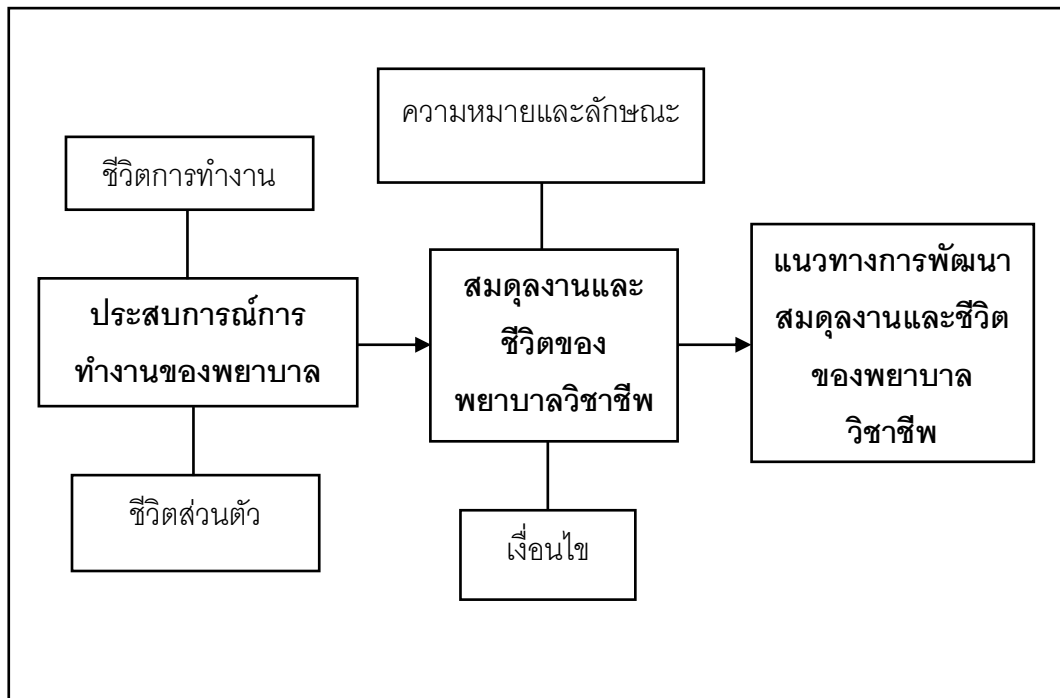 ความหมายและลักษณะ
ชีวิตการทำงาน
ประสบการณ์การ
ทำงานของพยาบาล
ชีวิตส่วนตัว
สมดุลงานและ
ชีวิตของ
พยาบาลวิชาชีพ
เงื่อนไข
แนวทางการพัฒนา
สมดุลงานและชีวิต
ของพยาบาล
วิชาชีพ